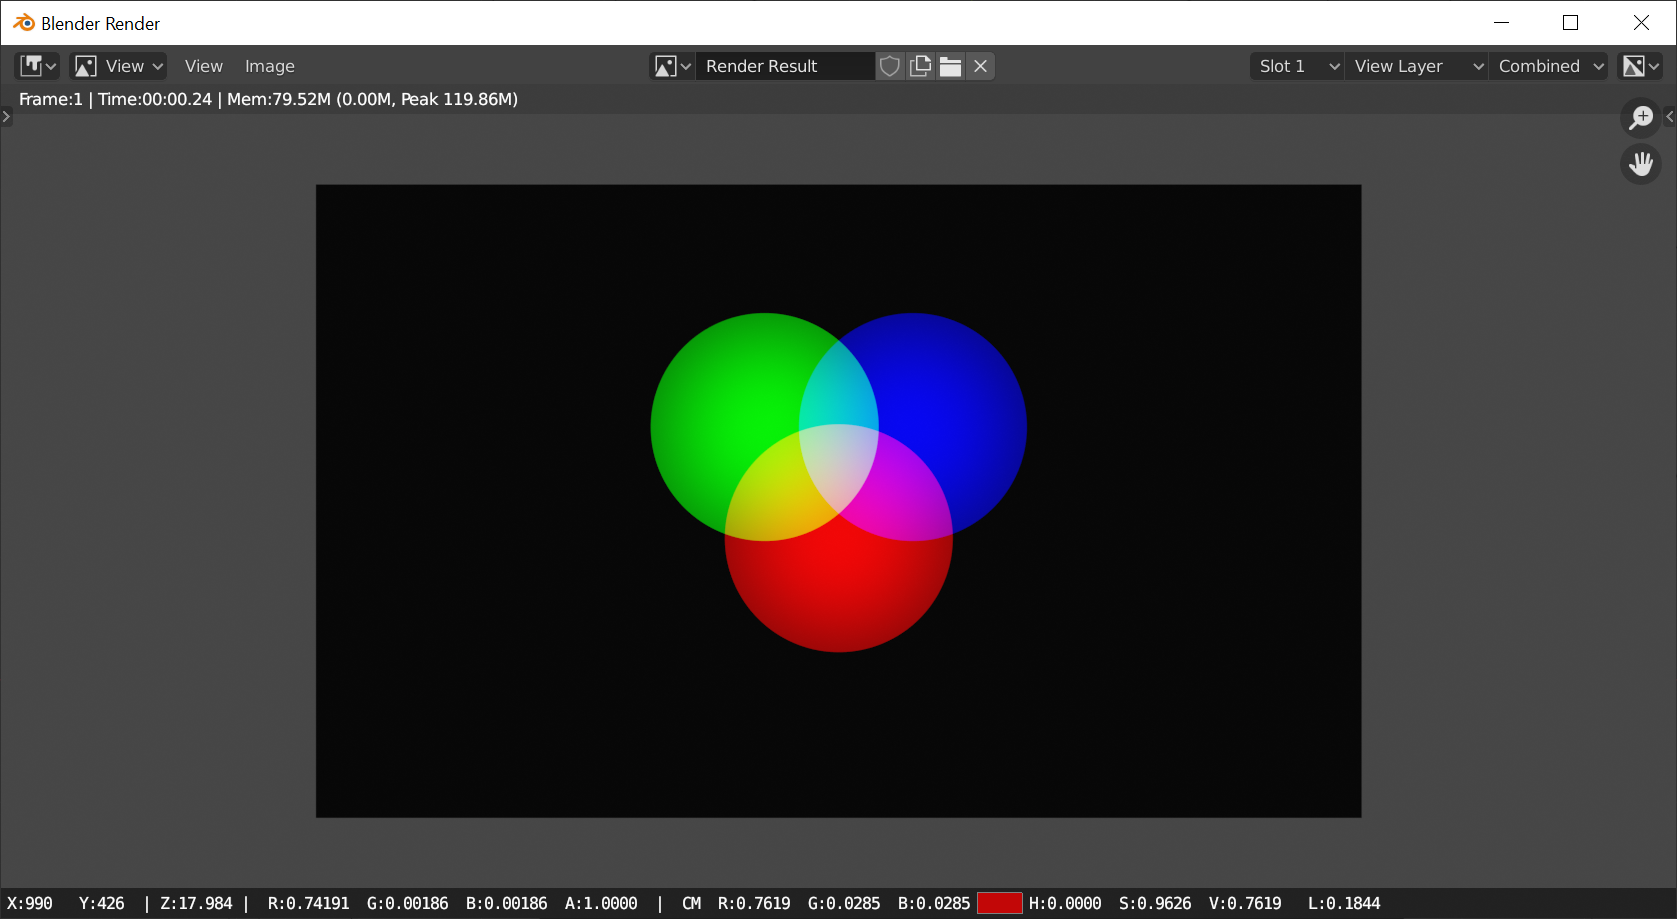 Blender Render
View View Image Render Result Slot 1 View Layer Combined
Frame:1 | Time:00:00.24 | Mem:79.52M (0.00M, Peak 119.86M)
X:990 Y:426 | Z:17.984 | R:0.74191 G:0.00186 B:0.00186 A:1.0000 | CM R:0.7619 G:0.0285 B:0.0285 H:0.0000 S:0.9626 V:0.7619 L:0.1844